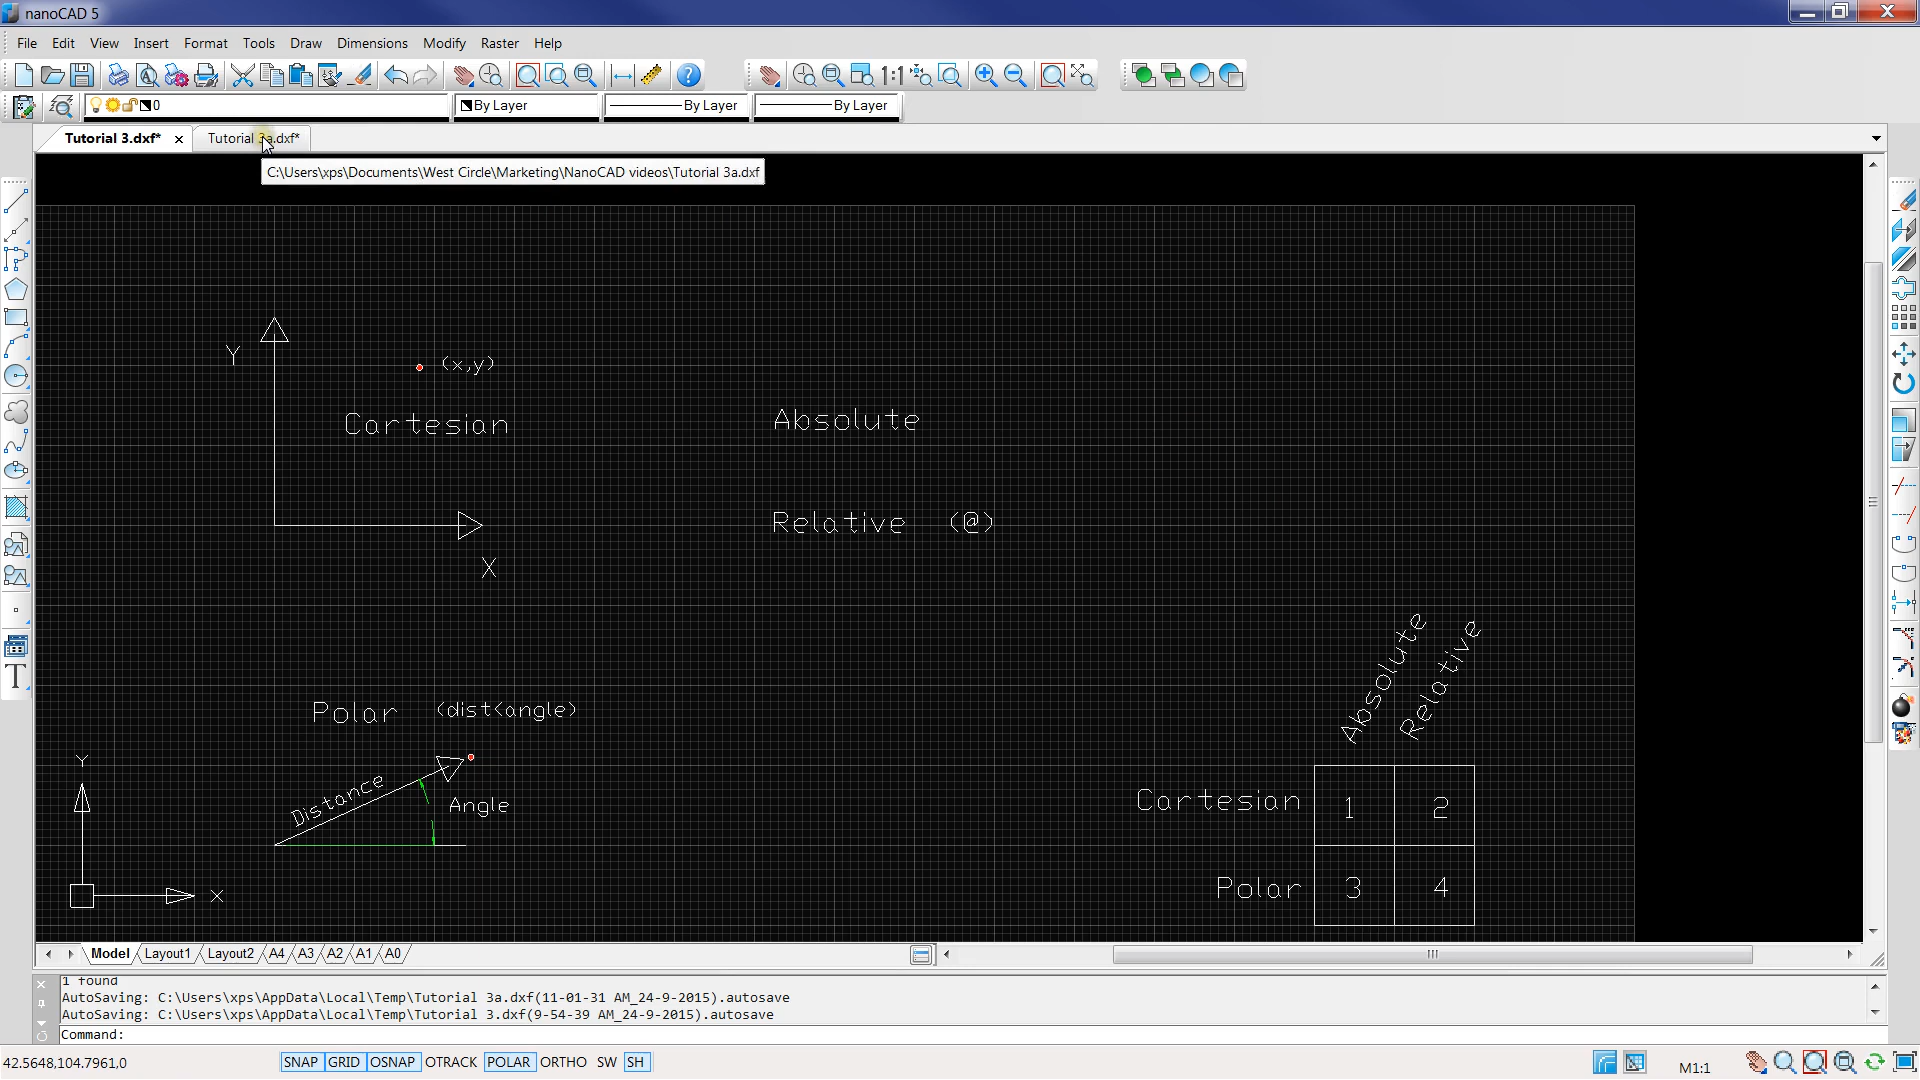 nanoCAD 5
File Edit View Insert Format Tools Draw Dimensions Modify Quarter Raster Help
0 By Layer By Layer By Layer
Tutorial 3.dxf* Tutorial 3a.dxf*
C:\Users\xps\Documents\West Circle\Marketing\NanoCAD videos\Tutorial 3a.dxf
1:1
Y
(x,y)
Cartesian
X
Absolute
Relative (@)
Polar (dist<angle)
Distance
Angle
Y
X
Absolute
Relative
Cartesian 1 2
Polar 3 4
Model Layout1 Layout2 A4 A3 A2 A1 A0
1 found
AutoSaving: C:\Users\xps\AppData\Local\Temp\Tutorial 3a.dxf(11-01-31 AM_24-9-2015).autosave
AutoSaving: C:\Users\xps\AppData\Local\Temp\Tutorial 3.dxf(9-54-39 AM_24-9-2015).autosave
Command:
42.5648,104.7961,0 SNAP GRID OSNAP OTRACK POLAR ORTHO SW SH M1:1